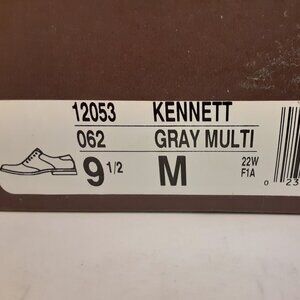 12053 KENNETT
062 GRAY MULTI
9 1/2 M 22W
F1A
0 23